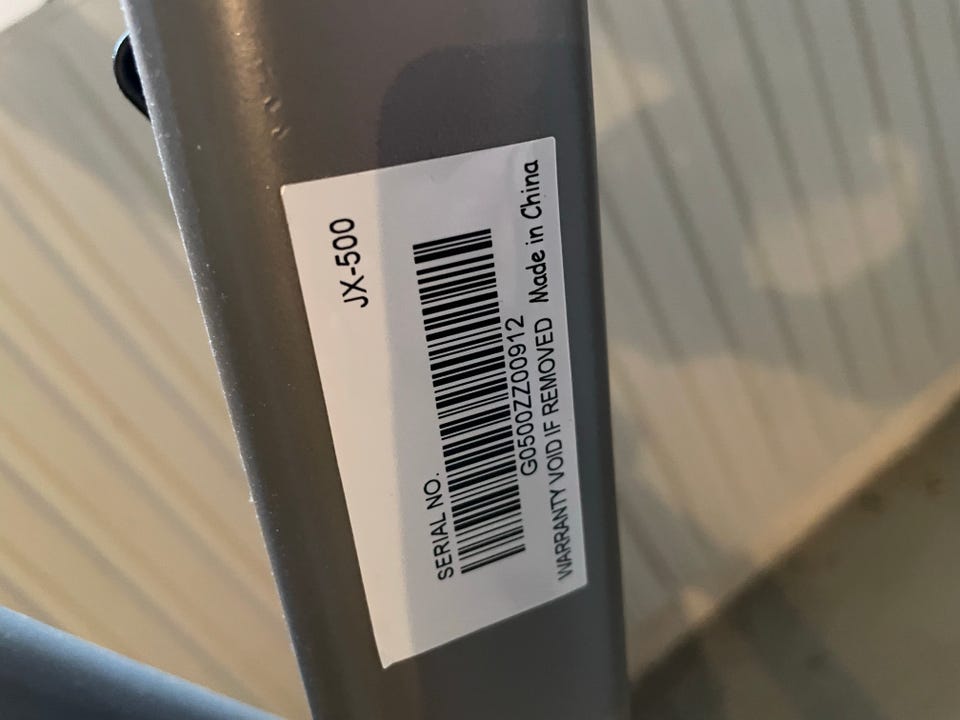 JX-500
SERIAL NO.
G0500ZZ00912
WARRANTY VOID IF REMOVED Made in China